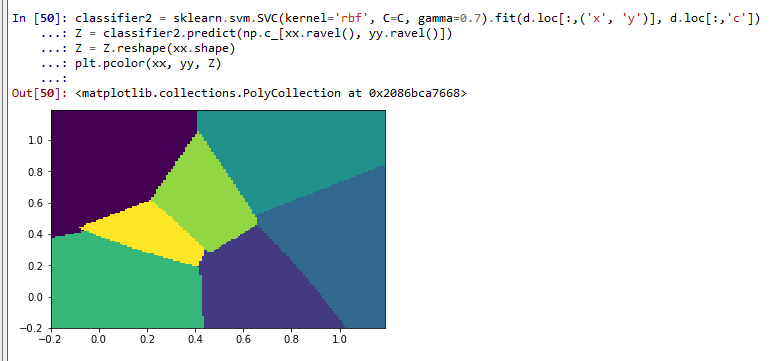 In [50]: classifier2 = sklearn.svm.SVC(kernel='rbf', C=C, gamma=0.7).fit(d.loc[:,('x', 'y')], d.loc[:,'c'])
...: Z = classifier2.predict(np.c_[xx.ravel(), yy.ravel()])
...: Z = Z.reshape(xx.shape)
...: plt.pcolor(xx, yy, Z)
...:
Out[50]: <matplotlib.collections.PolyCollection at 0x2086bca7668>
1.0
0.8
0.6
0.4
0.2
0.0
−0.2
−0.2 0.0 0.2 0.4 0.6 0.8 1.0